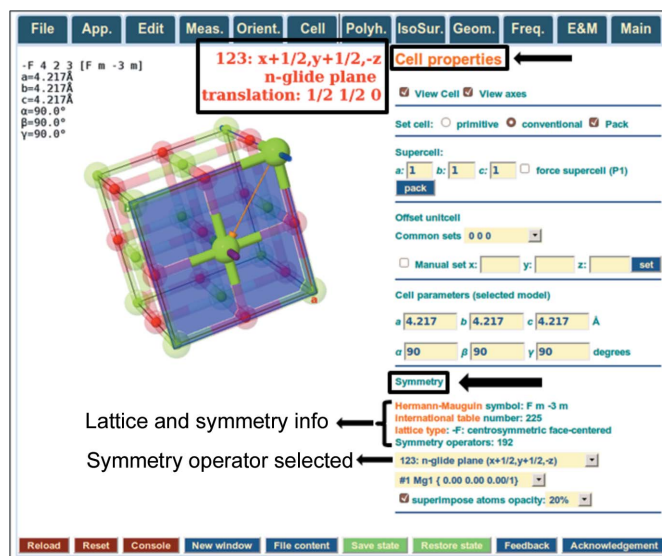 File App. Edit Meas. Orient. Cell Polyh. IsoSur. Geom. Freq. E&M Main
-F 4 2 3 [F m -3 m]
a=4.217Å
b=4.217Å
c=4.217Å
α=90.0°
β=90.0°
γ=90.0°
123: x+1/2,y+1/2,-z
n-glide plane
translation: 1/2 1/2 0
b
a
Cell properties
View Cell View axes
Set cell: primitive conventional Pack
Supercell:
a: 1 b: 1 c: 1 force supercell (P1)
pack
Offset unitcell
Common sets 0 0 0
Manual set x: y: z: set
Cell parameters (selected model)
a 4.217 b 4.217 c 4.217 Å
α 90 β 90 γ 90 degrees
Symmetry
Lattice and symmetry info
Hermann-Mauguin symbol: F m -3 m
international table number: 225
lattice type: -F: centrosymmetric face-centered
Symmetry operators: 192
Symmetry operator selected
123: n-glide plane (x+1/2,y+1/2,-z)
#1 Mg1 { 0.00 0.00 0.00/1}
superimpose atoms opacity: 20%
Reload Reset Console New window File content Save state Restore state Feedback Acknowledgement